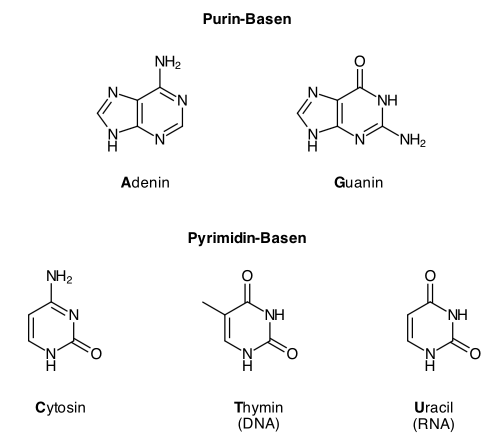 Purin-Basen
NH2
N
N
N
H
N
Adenin
O
N
NH
N
H
N
NH2
Guanin
Pyrimidin-Basen
NH2
N
N
H
O
Cytosin
O
NH
N
H
O
Thymin
(DNA)
O
NH
N
H
O
Uracil
(RNA)